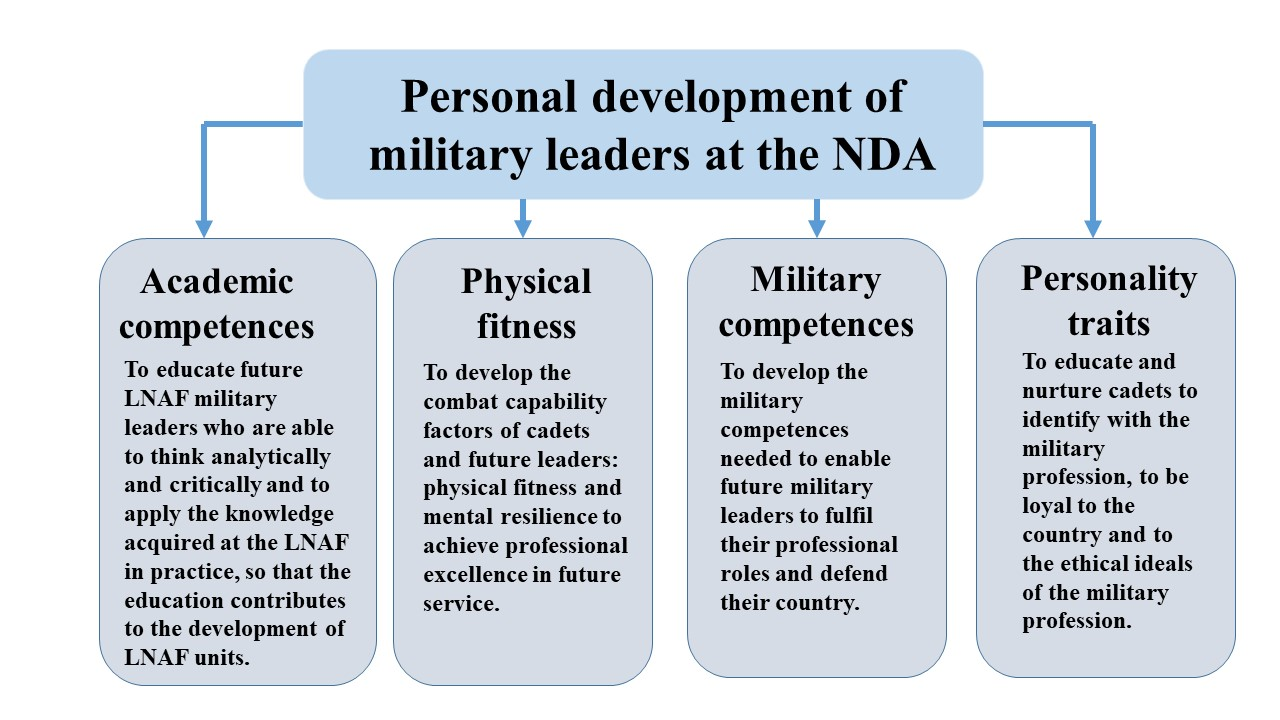 Personal development of
military leaders at the NDA
Academic
competences
To educate future
LNAF military
leaders who are able
to think analytically
and critically and to
apply the knowledge
acquired at the LNAF
in practice, so that the
education contributes
to the development of
LNAF units.
Physical
fitness
To develop the
combat capability
factors of cadets
and future leaders:
physical fitness and
mental resilience to
achieve professional
excellence in future
service.
Military
competences
To develop the
military
competences
needed to enable
future military
leaders to fulfil
their professional
roles and defend
their country.
Personality
traits
To educate and
nurture cadets to
identify with the
military
profession, to be
loyal to the
country and to
the ethical ideals
of the military
profession.